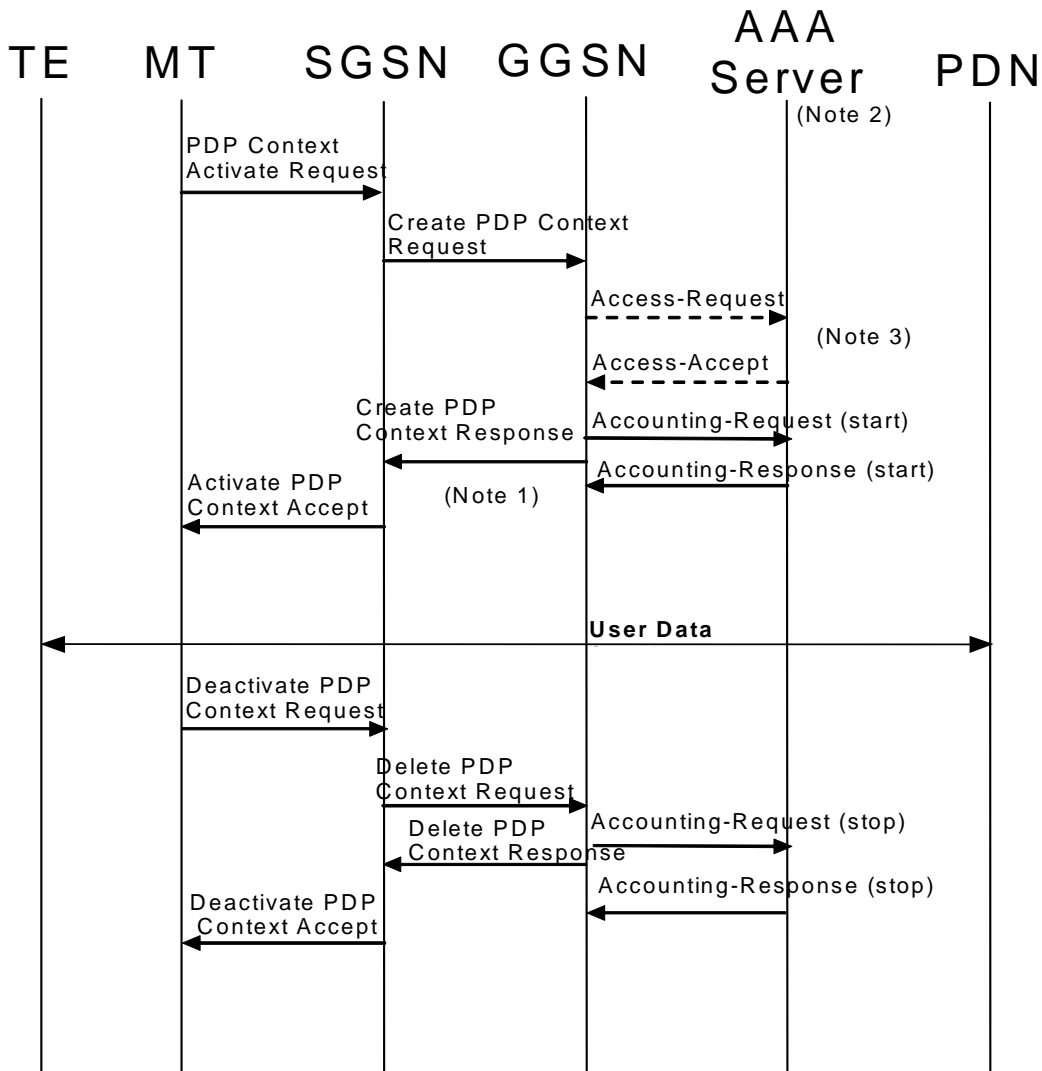 TE
MT
SGSN
GGSN
AAA
Server
PDN
(Note 2)
PDP Context
Activate Request
Create PDP Context
Request
Access-Request
(Note 3)
Access-Accept
Create PDP
Context Response
Accounting-Request (start)
Accounting-Response (start)
(Note 1)
Activate PDP
Context Accept
User Data
Deactivate PDP
Context Request
Delete PDP
Context Request
Accounting-Request (stop)
Delete PDP
Context Response
Accounting-Response (stop)
Deactivate PDP
Context Accept